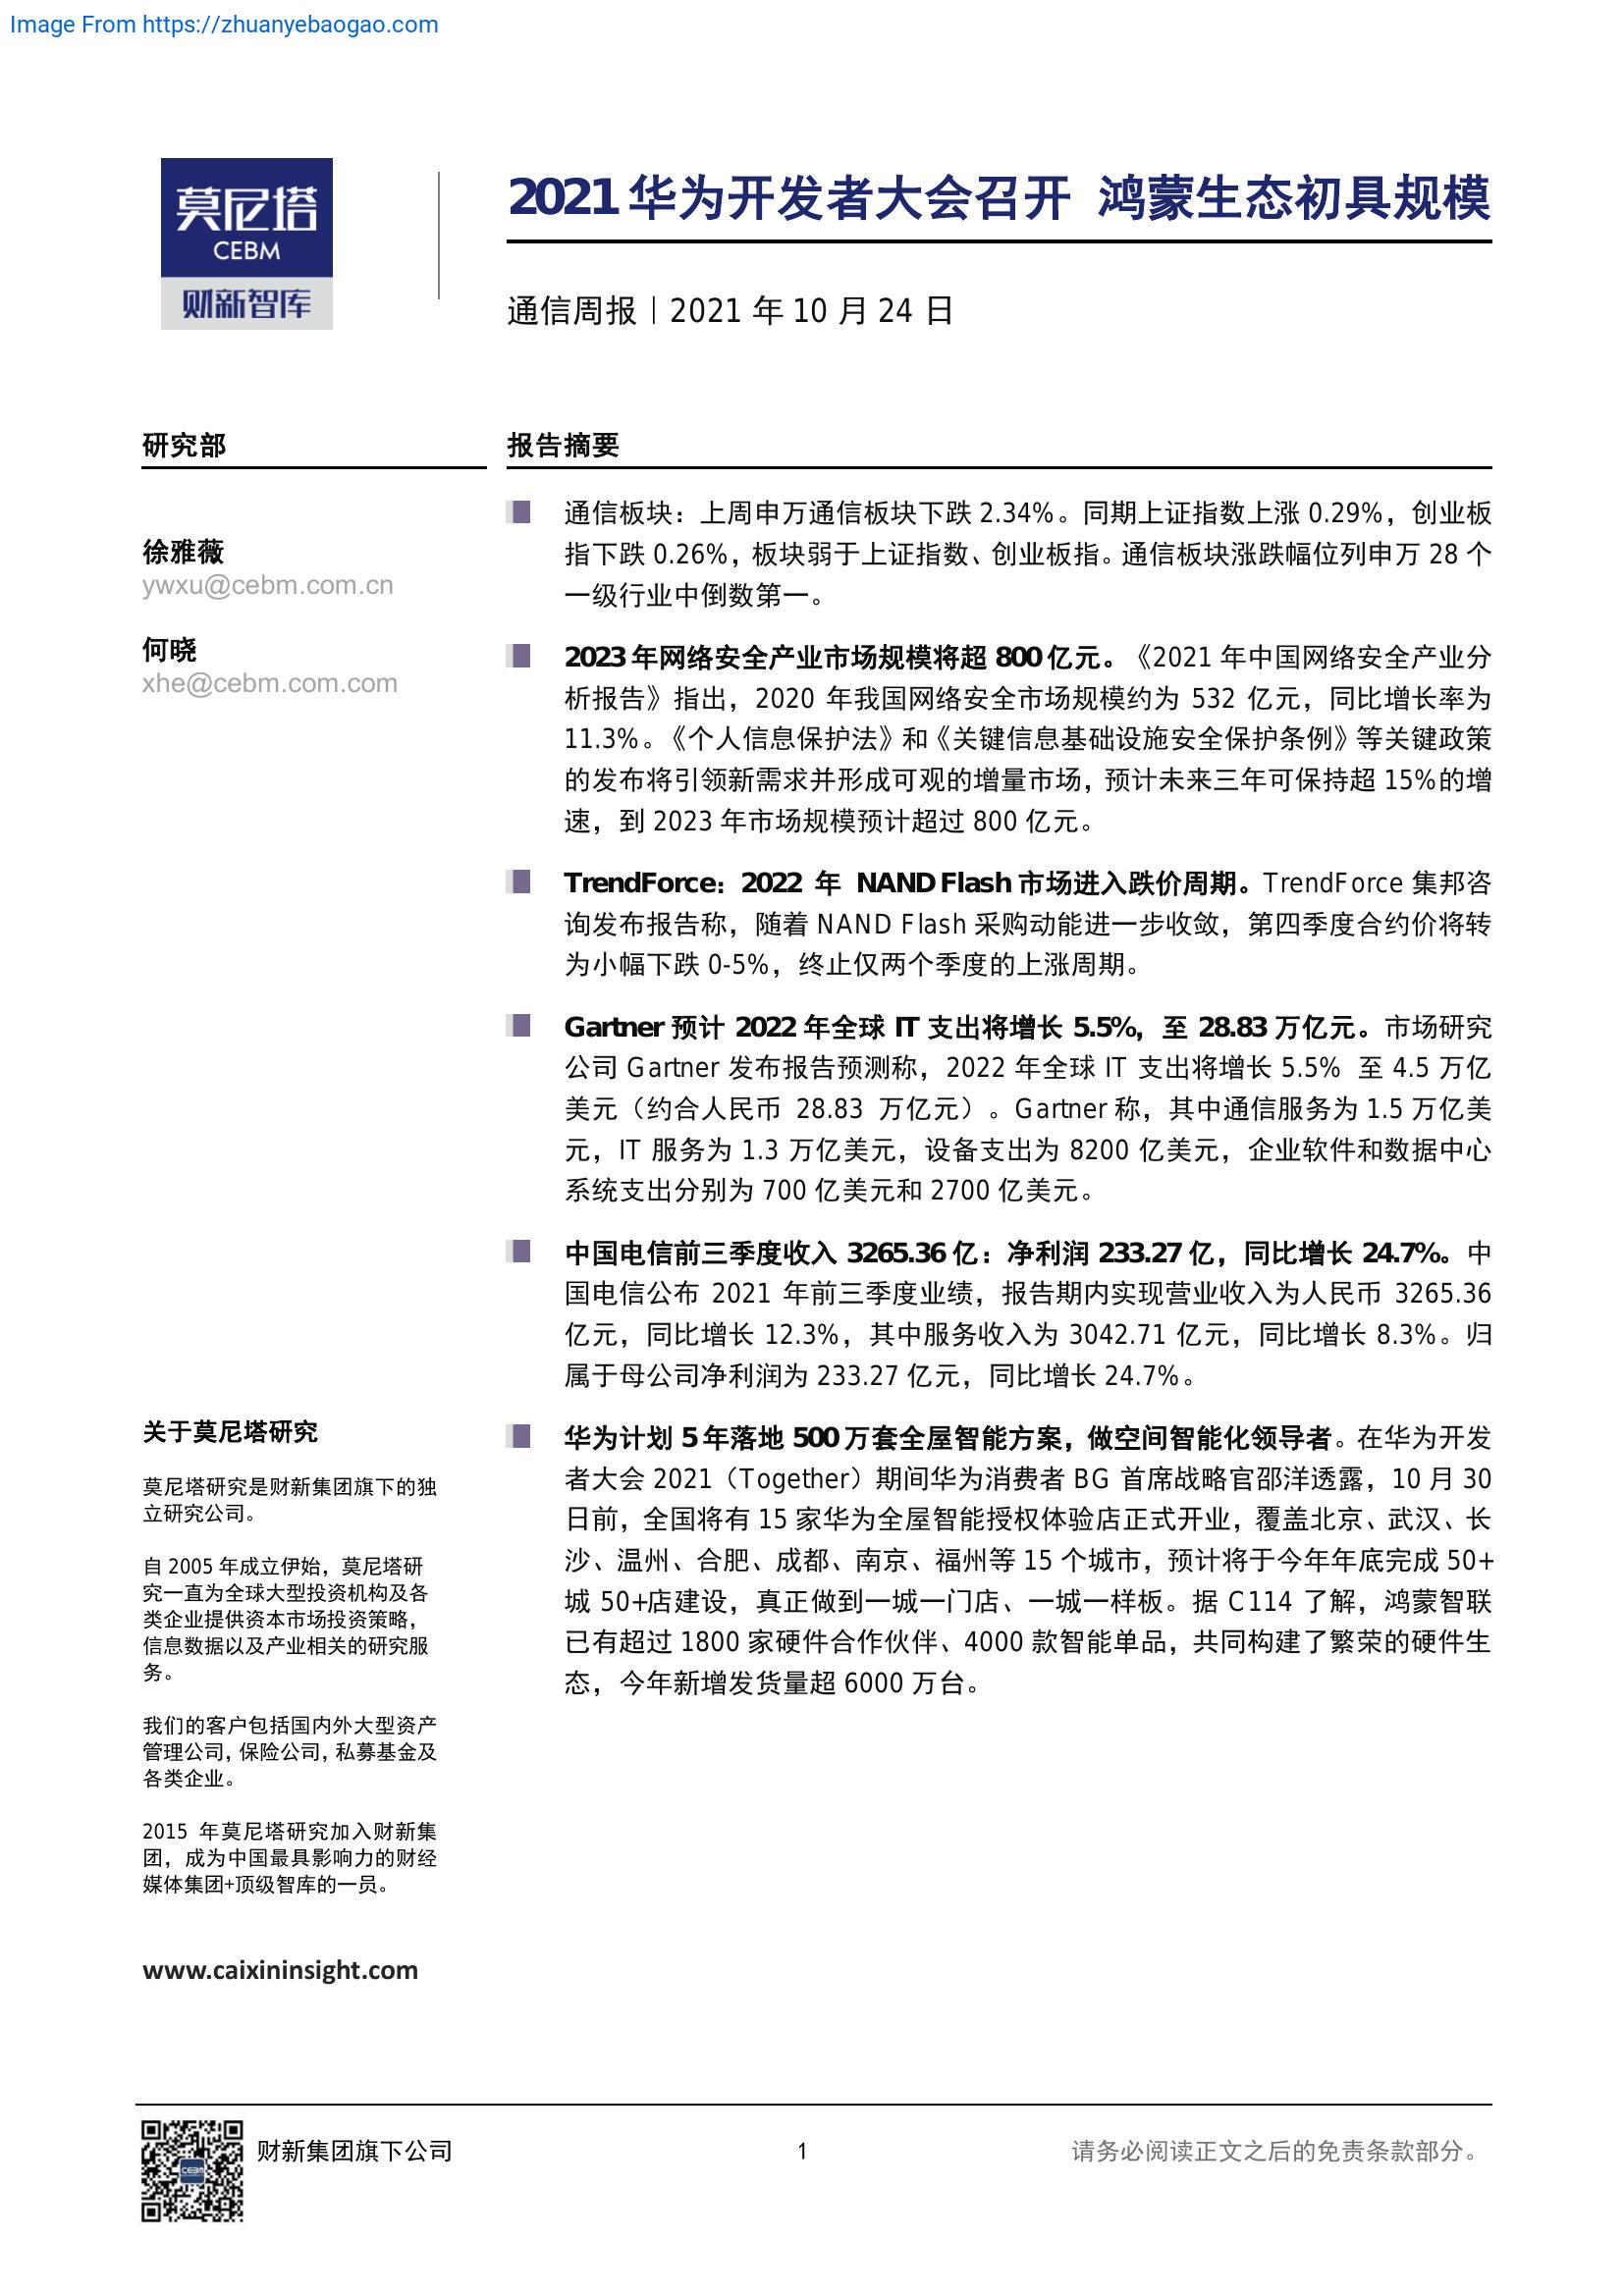 Image From https://zhuanyebaogao.com
莫尼塔
CEBM
财新智库
2021 华为开发者大会召开 鸿蒙生态初具规模
通信周报 | 2021 年 10 月 24 日
研究部
徐雅薇
ywxu@cebm.com.cn
何晓
xhe@cebm.com.com
报告摘要
通信板块：上周申万通信板块下跌 2.34%。同期上证指数上涨 0.29%，创业板
指下跌 0.26%，板块弱于上证指数、创业板指。通信板块涨跌幅位列申万 28 个
一级行业中倒数第一。
2023 年网络安全产业市场规模将超 800 亿元。《2021 年中国网络安全产业分
析报告》指出，2020 年我国网络安全市场规模约为 532 亿元，同比增长率为
11.3%。《个人信息保护法》和《关键信息基础设施安全保护条例》等关键政策
的发布将引领新需求并形成可观的增量市场，预计未来三年可保持超 15%的增
速，到 2023 年市场规模预计超过 800 亿元。
TrendForce：2022 年 NAND Flash 市场进入跌价周期。TrendForce 集邦咨
询发布报告称，随着 NAND Flash 采购动能进一步收敛，第四季度合约价将转
为小幅下跌 0-5%，终止仅两个季度的上涨周期。
Gartner 预计 2022 年全球 IT 支出将增长 5.5%，至 28.83 万亿元。市场研究
公司 Gartner 发布报告预测称，2022 年全球 IT 支出将增长 5.5% 至 4.5 万亿
美元（约合人民币 28.83 万亿元）。Gartner 称，其中通信服务为 1.5 万亿美
元，IT 服务为 1.3 万亿美元，设备支出为 8200 亿美元，企业软件和数据中心
系统支出分别为 700 亿美元和 2700 亿美元。
中国电信前三季度收入 3265.36 亿：净利润 233.27 亿，同比增长 24.7%。中
国电信公布 2021 年前三季度业绩，报告期内实现营业收入为人民币 3265.36
亿元，同比增长 12.3%，其中服务收入为 3042.71 亿元，同比增长 8.3%。归
属于母公司净利润为 233.27 亿元，同比增长 24.7%。
华为计划 5 年落地 500 万套全屋智能方案，做空间智能化领导者。在华为开发
者大会 2021（Together）期间华为消费者 BG 首席战略官邵洋透露，10 月 30
日前，全国将有 15 家华为全屋智能授权体验店正式开业，覆盖北京、武汉、长
沙、温州、合肥、成都、南京、福州等 15 个城市，预计将于今年年底完成 50+
城 50+店建设，真正做到一城一门店、一城一样板。据 C114 了解，鸿蒙智联
已有超过 1800 家硬件合作伙伴、4000 款智能单品，共同构建了繁荣的硬件生
态，今年新增发货量超 6000 万台。
关于莫尼塔研究
莫尼塔研究是财新集团旗下的独
立研究公司。
自 2005 年成立伊始，莫尼塔研
究一直为全球大型投资机构及各
类企业提供资本市场投资策略，
信息数据以及产业相关的研究服
务。
我们的客户包括国内外大型资产
管理公司，保险公司，私募基金及
各类企业。
2015 年莫尼塔研究加入财新集
团，成为中国最具影响力的财经
媒体集团+顶级智库的一员。
www.caixininsight.com
CEBM
财新集团旗下公司
1
请务必阅读正文之后的免责条款部分。